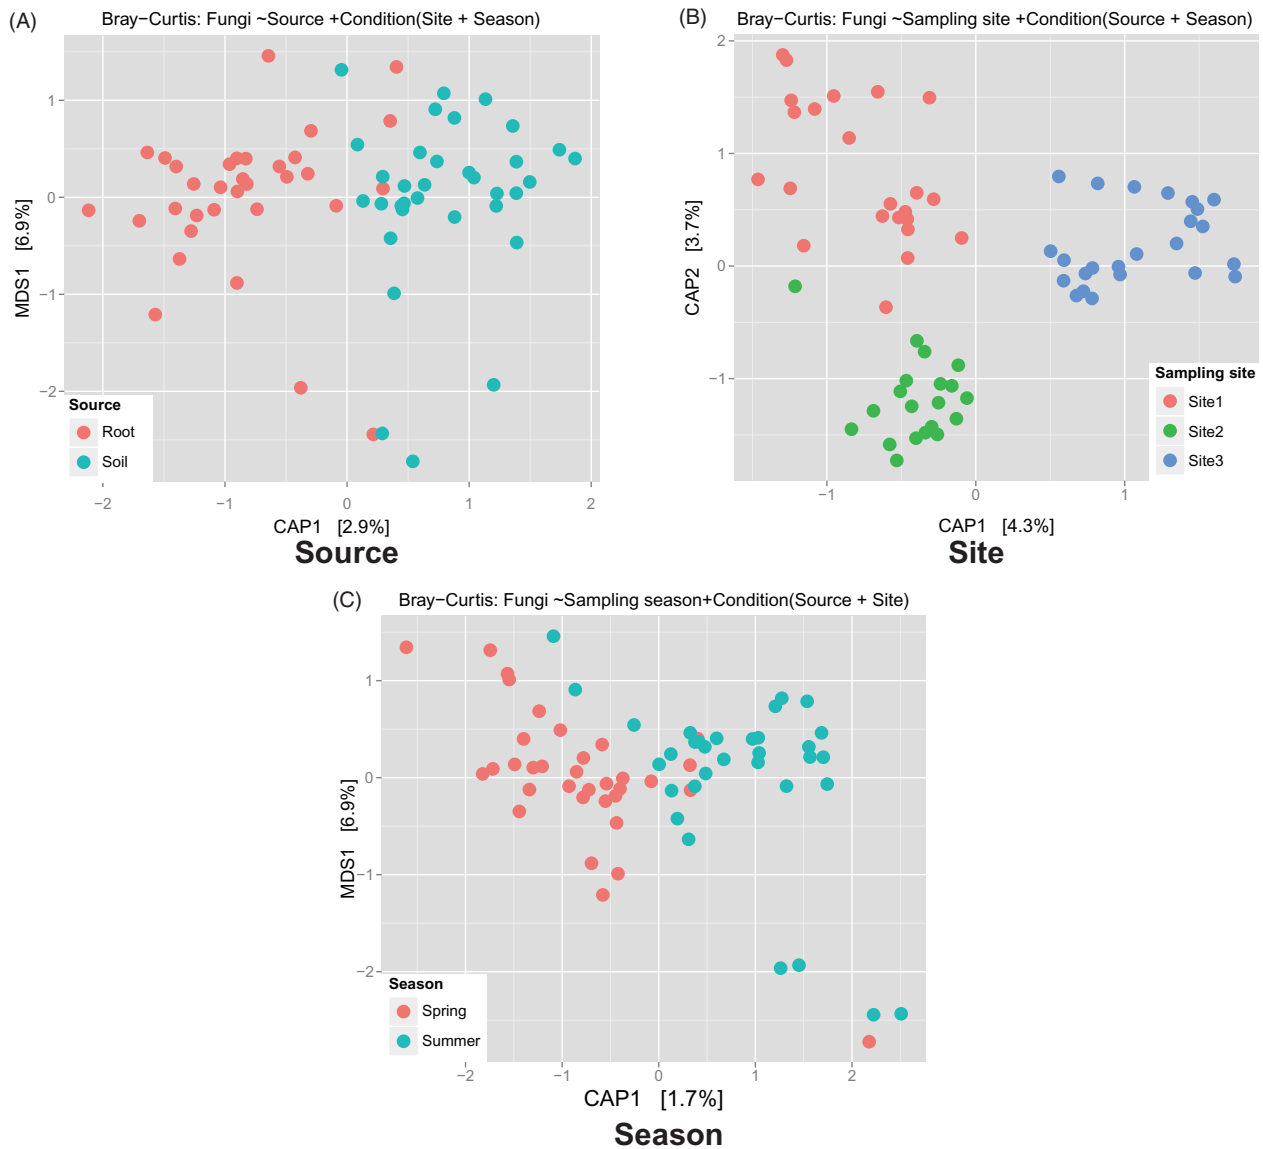 (A)
Bray−Curtis: Fungi ~Source +Condition(Site + Season)
MDS1 [6.9%]
1
0
−1
−2
Source
Root
Soil
−2
−1
0
1
2
CAP1 [2.9%]
Source
(B)
Bray−Curtis: Fungi ~Sampling site +Condition(Source + Season)
CAP2 [3.7%]
2
1
0
−1
Sampling site
Site1
Site2
Site3
−1
0
1
CAP1 [4.3%]
Site
(C)
Bray−Curtis: Fungi ~Sampling season+Condition(Source + Site)
MDS1 [6.9%]
1
0
−1
−2
Season
Spring
Summer
−2
−1
0
1
2
CAP1 [1.7%]
Season